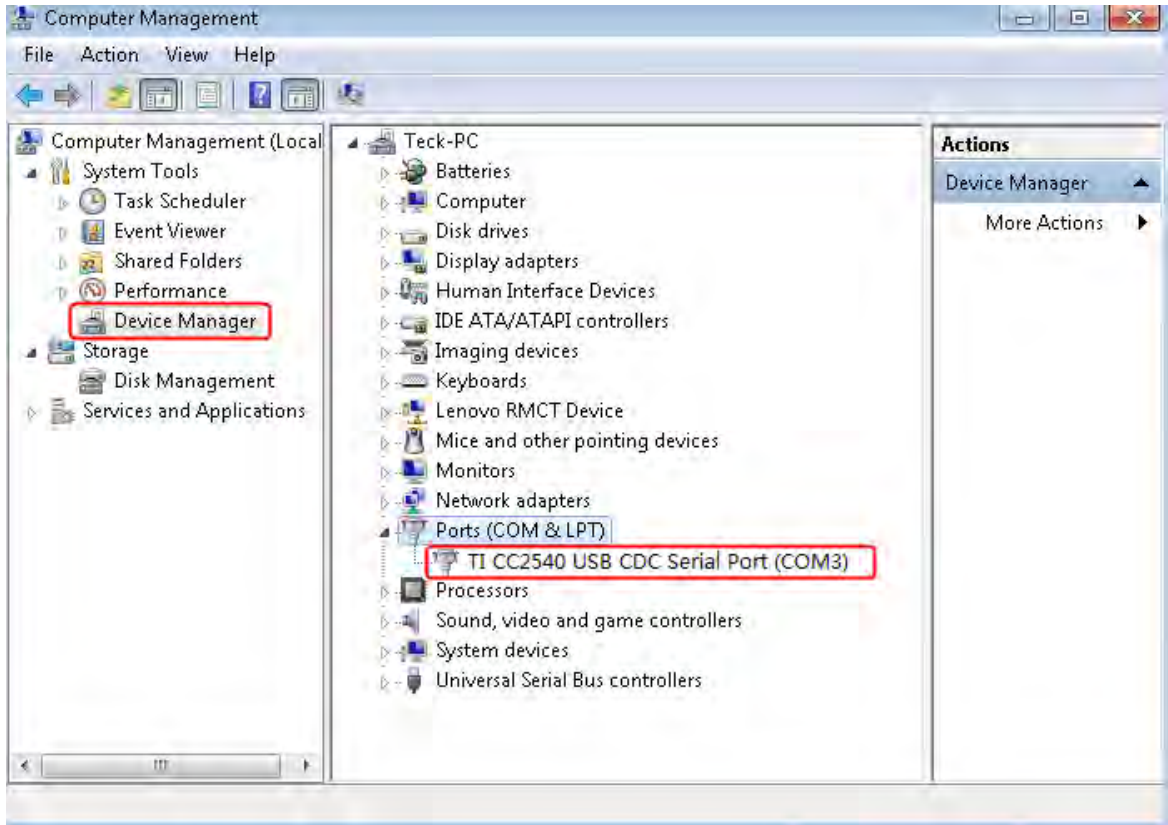 Computer Management
File Action View Help
Computer Management (Local
System Tools
Task Scheduler
Event Viewer
Shared Folders
Performance
Device Manager
Storage
Disk Management
Services and Applications
Teck-PC
Batteries
Computer
Disk drives
Display adapters
Human Interface Devices
IDE ATA/ATAPI controllers
Imaging devices
Keyboards
Lenovo RMCT Device
Mice and other pointing devices
Monitors
Network adapters
Ports (COM & LPT)
TI CC2540 USB CDC Serial Port (COM3)
Processors
Sound, video and game controllers
System devices
Universal Serial Bus controllers
Actions
Device Manager
More Actions